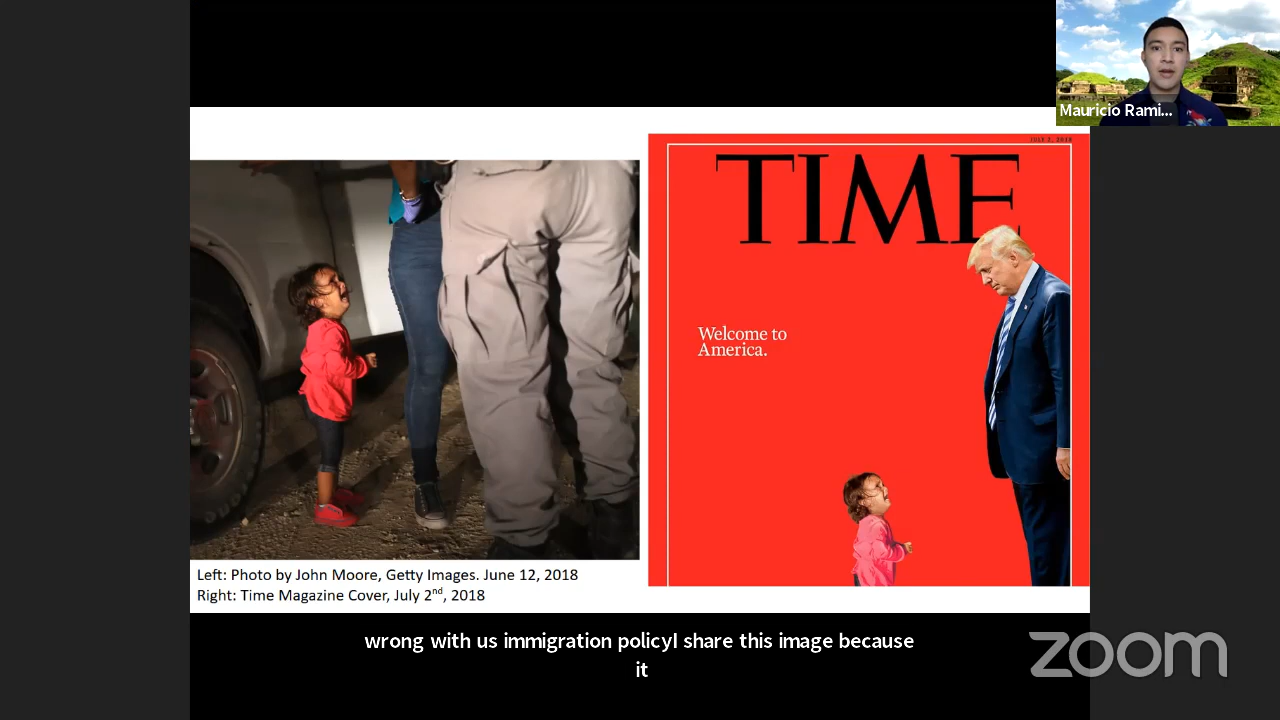 Mauricio Rami...
JULY 2, 2018
TIME
Welcome to
America.
Left: Photo by John Moore, Getty Images. June 12, 2018
Right: Time Magazine Cover, July 2nd, 2018
wrong with us immigration policyI share this image because
it
zoom